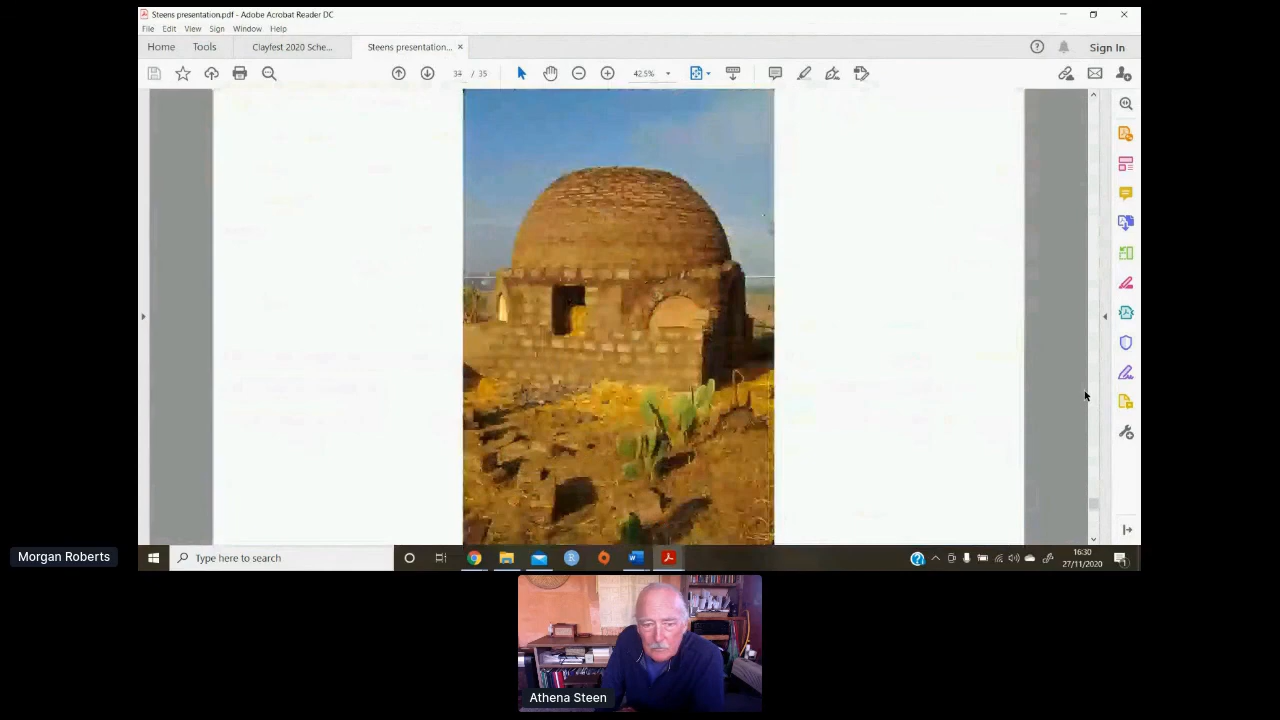 Steens presentation.pdf - Adobe Acrobat Reader DC
File Edit View Sign Window Help
Home Tools Clayfest 2020 Sche... Steens presentation... × Sign In
34 / 35 42.5%
Morgan Roberts
Type here to search
16:30
27/11/2020
Athena Steen